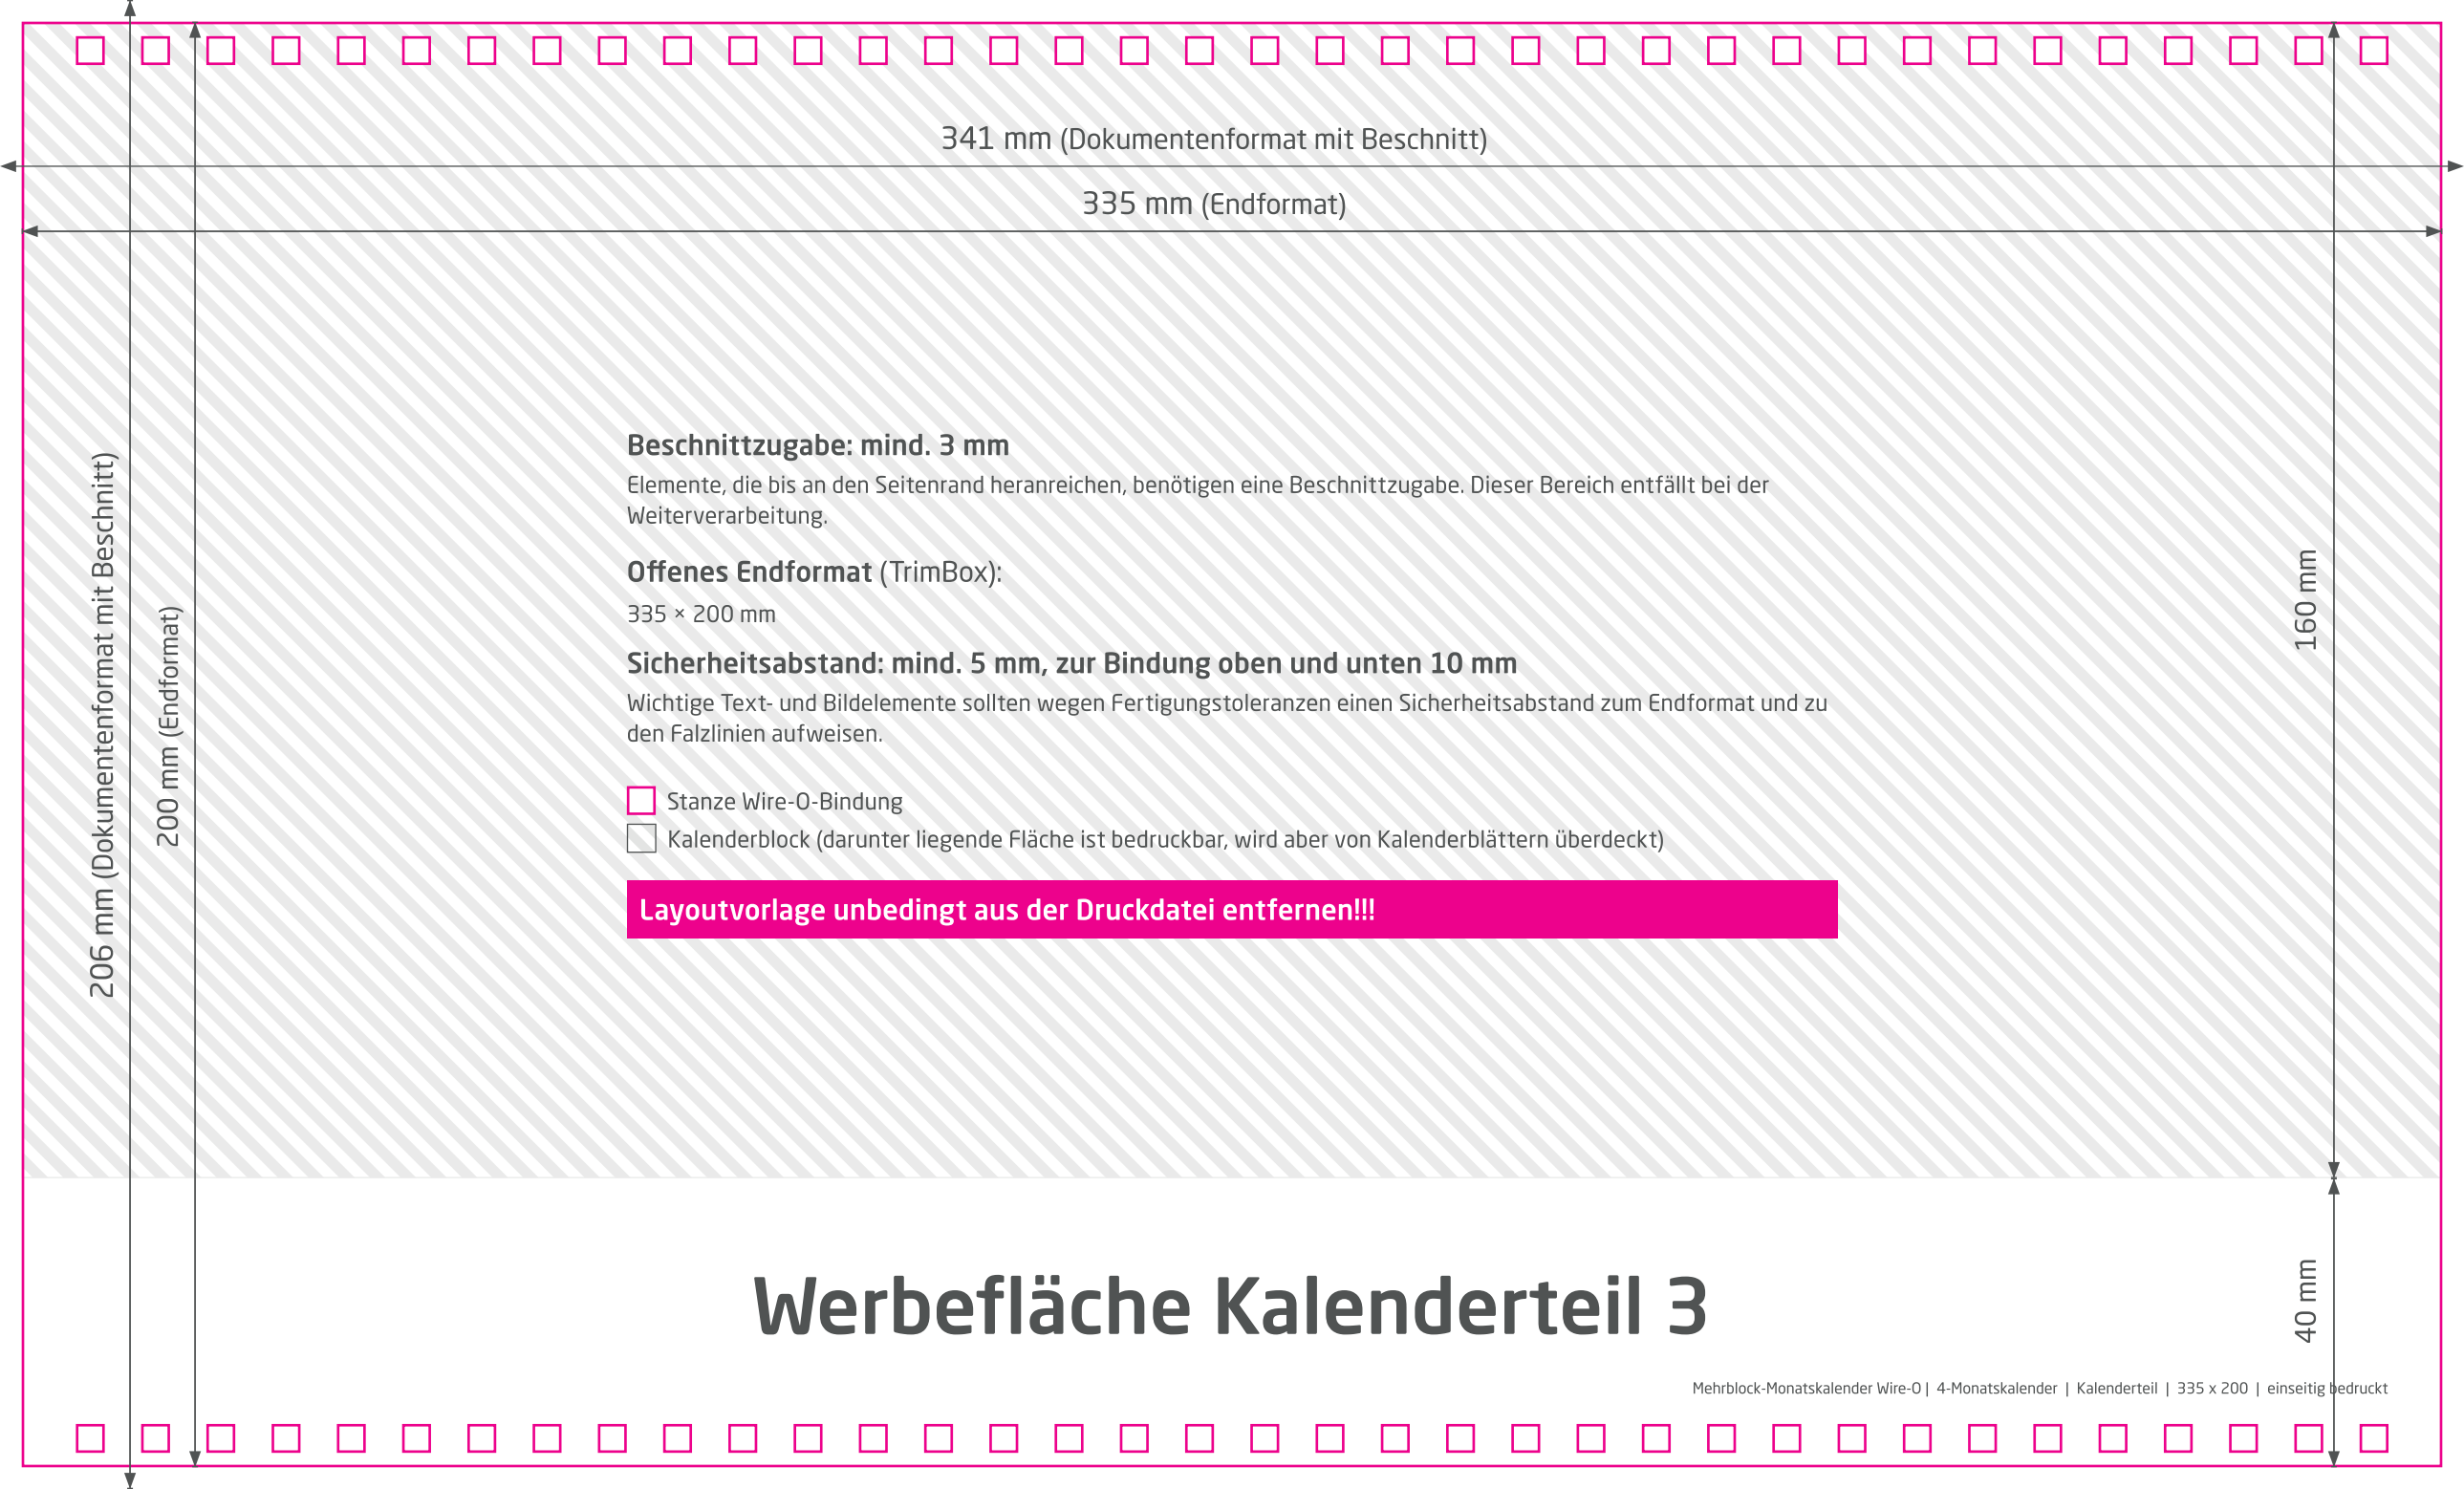 341 mm (Dokumentenformat mit Beschnitt)
335 mm (Endformat)
206 mm (Dokumentenformat mit Beschnitt)
200 mm (Endformat)
Beschnittzugabe: mind. 3 mm
Elemente, die bis an den Seitenrand heranreichen, benötigen eine Beschnittzugabe. Dieser Bereich entfällt bei der
Weiterverarbeitung.
Offenes Endformat (TrimBox):
335 × 200 mm
Sicherheitsabstand: mind. 5 mm, zur Bindung oben und unten 10 mm
Wichtige Text- und Bildelemente sollten wegen Fertigungstoleranzen einen Sicherheitsabstand zum Endformat und zu
den Falzlinien aufweisen.
Stanze Wire-O-Bindung
Kalenderblock (darunter liegende Fläche ist bedruckbar, wird aber von Kalenderblättern überdeckt)
Layoutvorlage unbedingt aus der Druckdatei entfernen!!!
160 mm
40 mm
Werbefläche Kalenderteil 3
Mehrblock-Monatskalender Wire-O | 4-Monatskalender | Kalenderteil | 335 x 200 | einseitig bedruckt